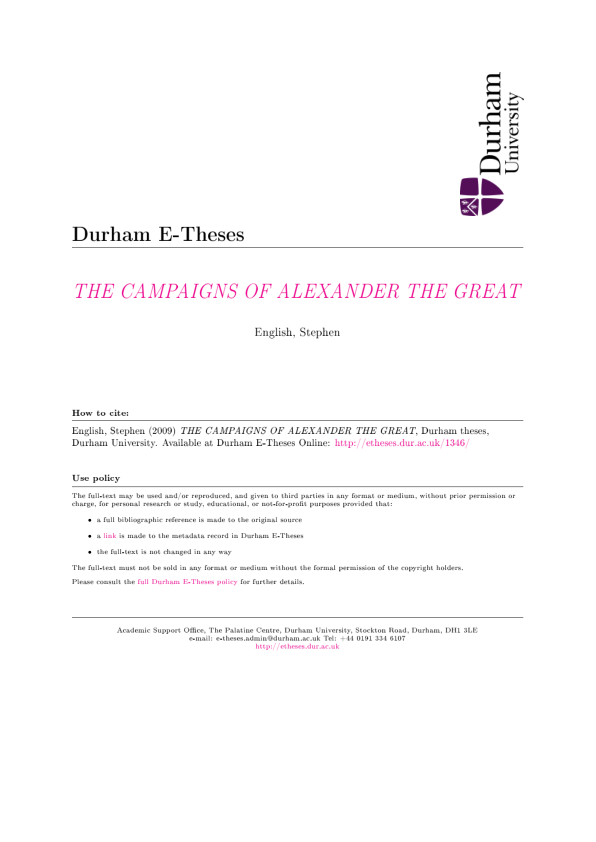 Durham
University
Durham E-Theses
THE CAMPAIGNS OF ALEXANDER THE GREAT
English, Stephen
How to cite:
English, Stephen (2009) THE CAMPAIGNS OF ALEXANDER THE GREAT, Durham theses,
Durham University. Available at Durham E-Theses Online: http://etheses.dur.ac.uk/1346/
Use policy
The full-text may be used and/or reproduced, and given to third parties in any format or medium, without prior permission or
charge, for personal research or study, educational, or not-for-profit purposes provided that:
• a full bibliographic reference is made to the original source
• a link is made to the metadata record in Durham E-Theses
• the full-text is not changed in any way
The full-text must not be sold in any format or medium without the formal permission of the copyright holders.
Please consult the full Durham E-Theses policy for further details.
Academic Support Office, The Palatine Centre, Durham University, Stockton Road, Durham, DH1 3LE
e-mail: e-theses.admin@durham.ac.uk Tel: +44 0191 334 6107
http://etheses.dur.ac.uk